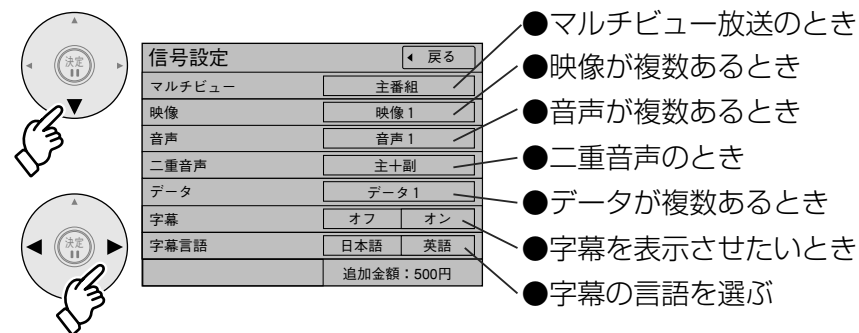 決定
信号設定
戻る
マルチビュー
主番組
映像
映像1
音声
音声1
二重音声
主十副
データ
データ1
字幕
オフ
オン
字幕言語
日本語
英語
追加金額：500円
●マルチビュー放送のとき
●映像が複数あるとき
●音声が複数あるとき
●二重音声のとき
●データが複数あるとき
●字幕を表示させたいとき
●字幕の言語を選ぶ
決定